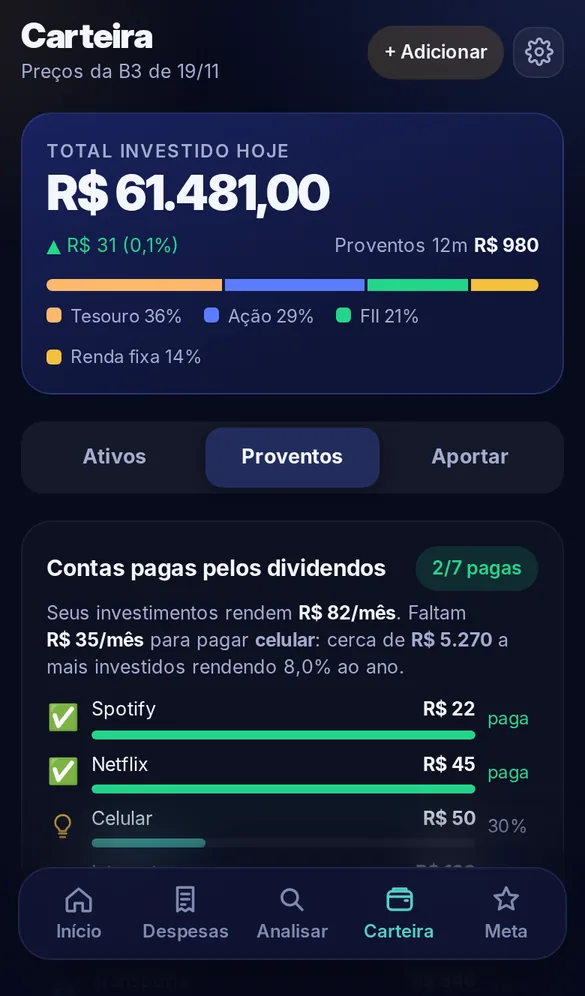 Carteira
Preços da B3 de 19/11
+ Adicionar
TOTAL INVESTIDO HOJE
R$ 61.481,00
▲ R$ 31 (0,1%)
Proventos 12m R$ 980
Tesouro 36%
Ação 29%
FII 21%
Renda fixa 14%
Ativos
Proventos
Aportar
Contas pagas pelos dividendos
2/7 pagas
Seus investimentos rendem R$ 82/mês. Faltam
R$ 35/mês para pagar celular: cerca de R$ 5.270 a
mais investidos rendendo 8,0% ao ano.
Spotify
R$ 22
paga
Netflix
R$ 45
paga
Celular
R$ 50
30%
Início
Despesas
Analisar
Carteira
Meta